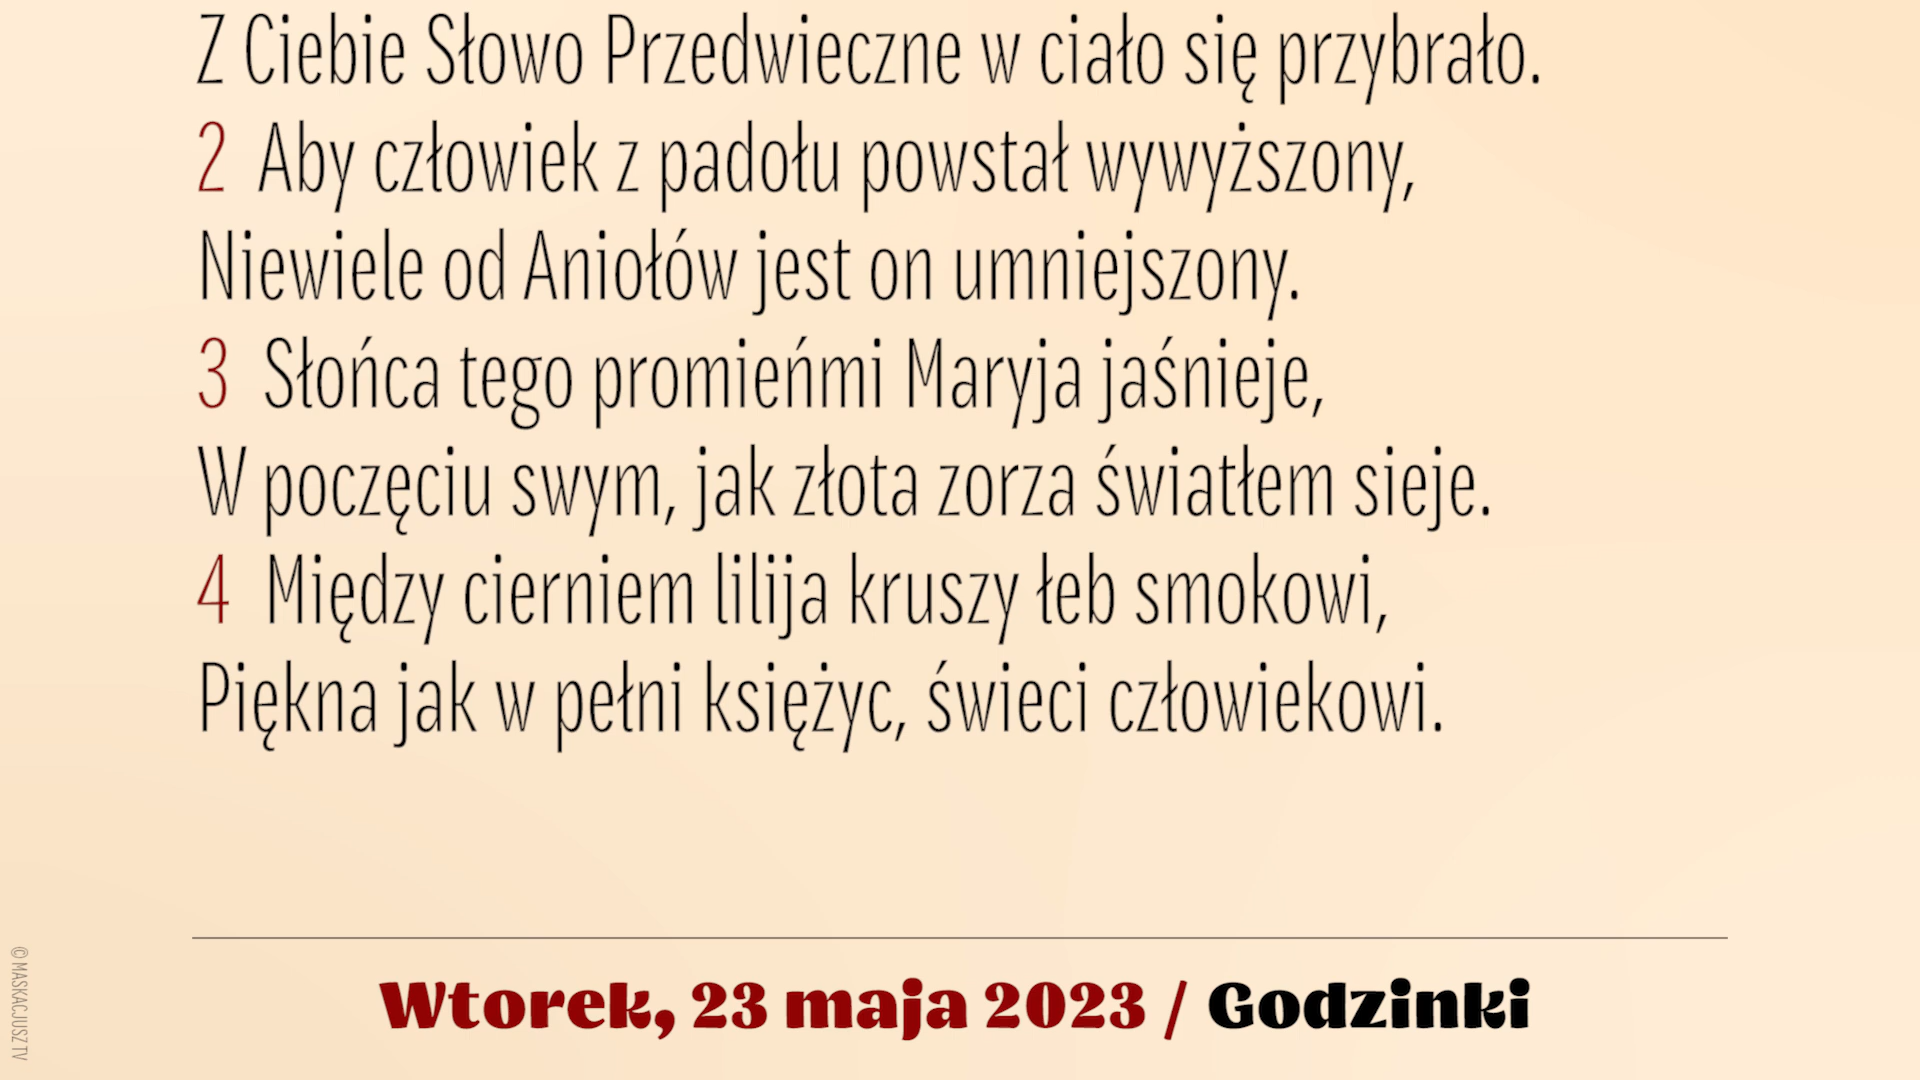 Z Ciebie Słowo Przedwieczne w ciało się przybrało.
2 Aby człowiek z padołu powstał wywyższony,
Niewiele od Aniołów jest on umniejszony.
3 Słońca tego promieńmi Maryja jaśnieje,
W poczęciu swym, jak złota zorza światłem sieje.
4 Między cierniem lilija kruszy łeb smokowi,
Piękna jak w pełni księżyc, świeci człowiekowi.
Wtorek, 23 maja 2023 / Godzinki
© MASKACJUSZ TV